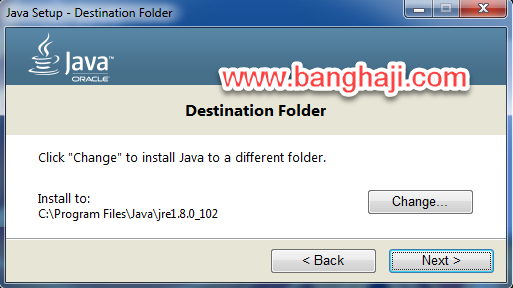 Java Setup - Destination Folder
Java™
ORACLE
www.banghaji.com
Destination Folder
Click "Change" to install Java to a different folder.
Install to:
C:\Program Files\Java\jre1.8.0_102
Change...
< Back
Next >